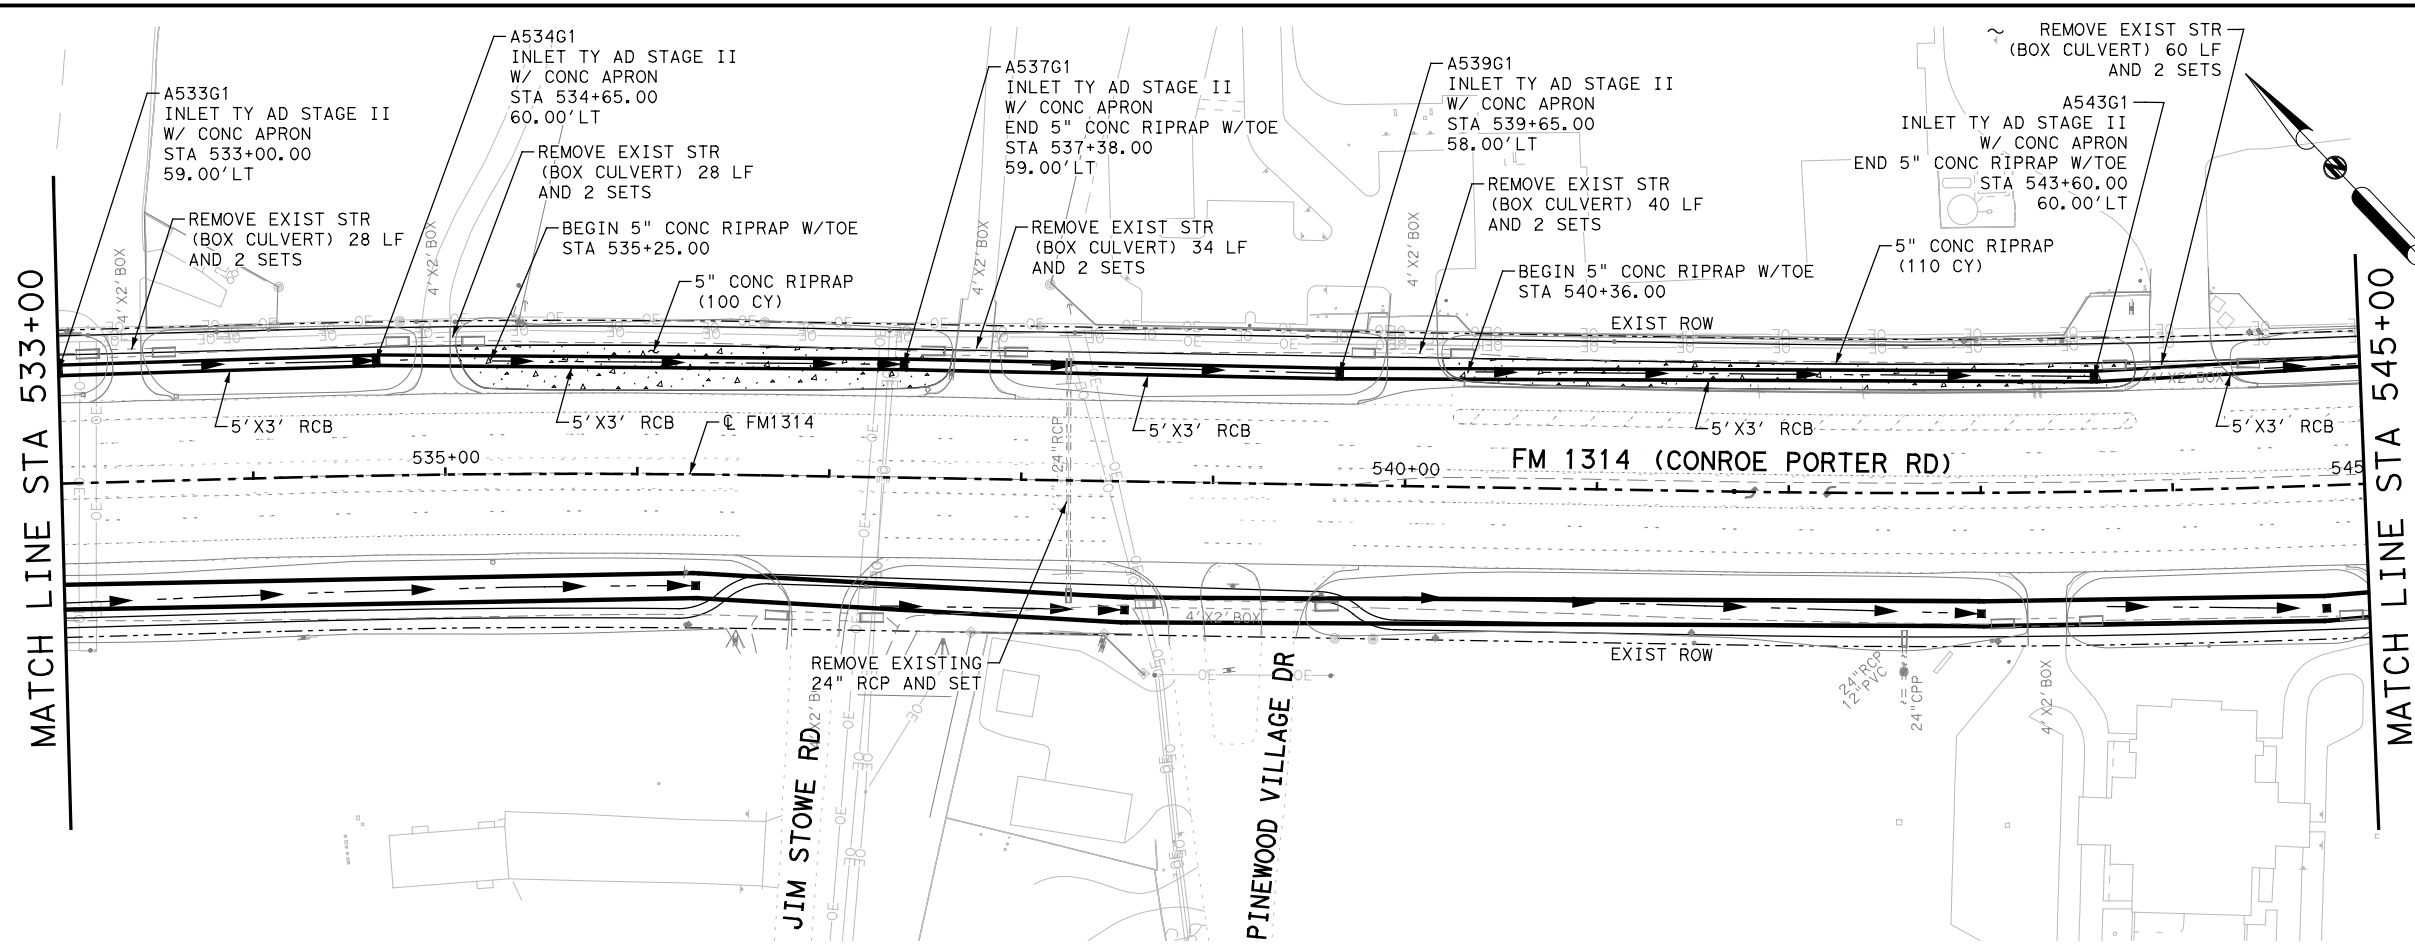 A533G1
INLET TY AD STAGE II
W/ CONC APRON
STA 533+00.00
59.00'LT
A534G1
INLET TY AD STAGE II
W/ CONC APRON
STA 534+65.00
60.00'LT
A537G1
INLET TY AD STAGE II
W/ CONC APRON
END 5" CONC RIPRAP W/TOE
STA 537+38.00
59.00'LT
A539G1
INLET TY AD STAGE II
W/ CONC APRON
STA 539+65.00
58.00'LT
~ REMOVE EXIST STR
(BOX CULVERT) 60 LF
AND 2 SETS
A543G1
INLET TY AD STAGE II
W/ CONC APRON
END 5" CONC RIPRAP W/TOE
STA 543+60.00
60.00'LT
N
REMOVE EXIST STR
(BOX CULVERT) 28 LF
AND 2 SETS
REMOVE EXIST STR
(BOX CULVERT) 28 LF
AND 2 SETS
BEGIN 5" CONC RIPRAP W/TOE
STA 535+25.00
5" CONC RIPRAP
(100 CY)
REMOVE EXIST STR
(BOX CULVERT) 34 LF
AND 2 SETS
REMOVE EXIST STR
(BOX CULVERT) 40 LF
AND 2 SETS
BEGIN 5" CONC RIPRAP W/TOE
STA 540+36.00
5" CONC RIPRAP
(110 CY)
4'X2'BOX
4'X2'BOX
4'X2'BOX
4'X2'BOX
EXIST ROW
4'X2'BOX
5'X3' RCB
5'X3' RCB
5'X3' RCB
5'X3' RCB
5'X3' RCB
℄ FM1314
24"RCP
535+00
540+00
545
FM 1314 (CONROE PORTER RD)
MATCH LINE STA 533+00
MATCH LINE STA 545+00
4'X2'BOX
EXIST ROW
REMOVE EXISTING
24" RCP AND SET
JIM STOWE RD
PINEWOOD VILLAGE DR
24"RCP
12"PVC
24"CPP
4'X2'BOX
OE
OE
OE
OE
OE
OE